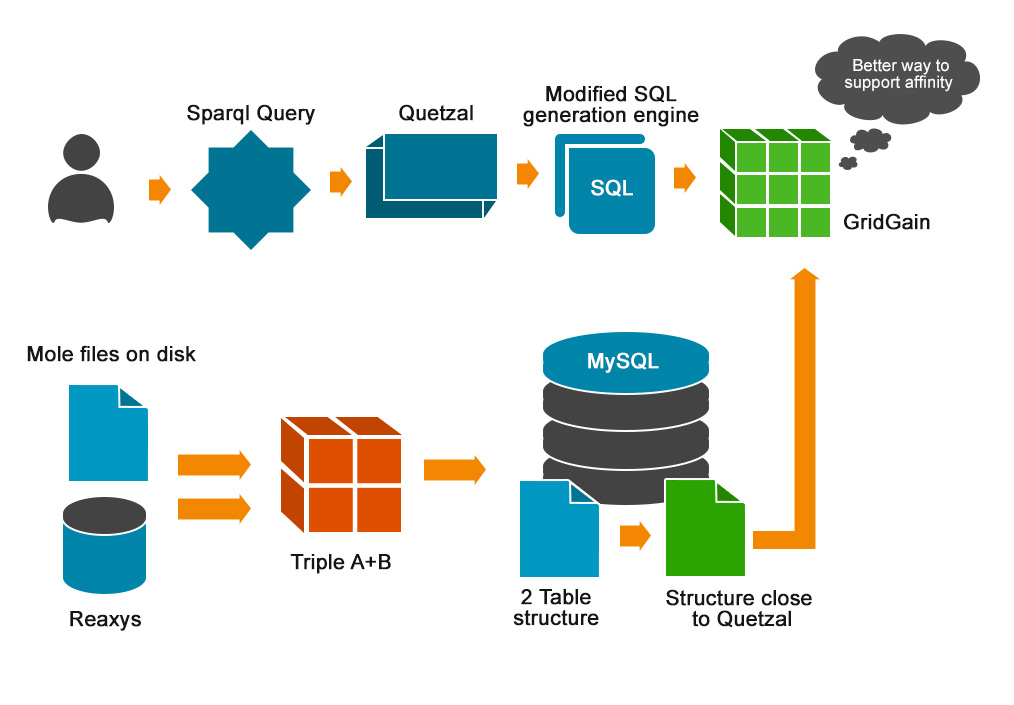 Better way to
support affinity
Sparql Query
Quetzal
Modified SQL
generation engine
SQL
GridGain
Mole files on disk
MySQL
Triple A+B
Reaxys
2 Table
structure
Structure close
to Quetzal